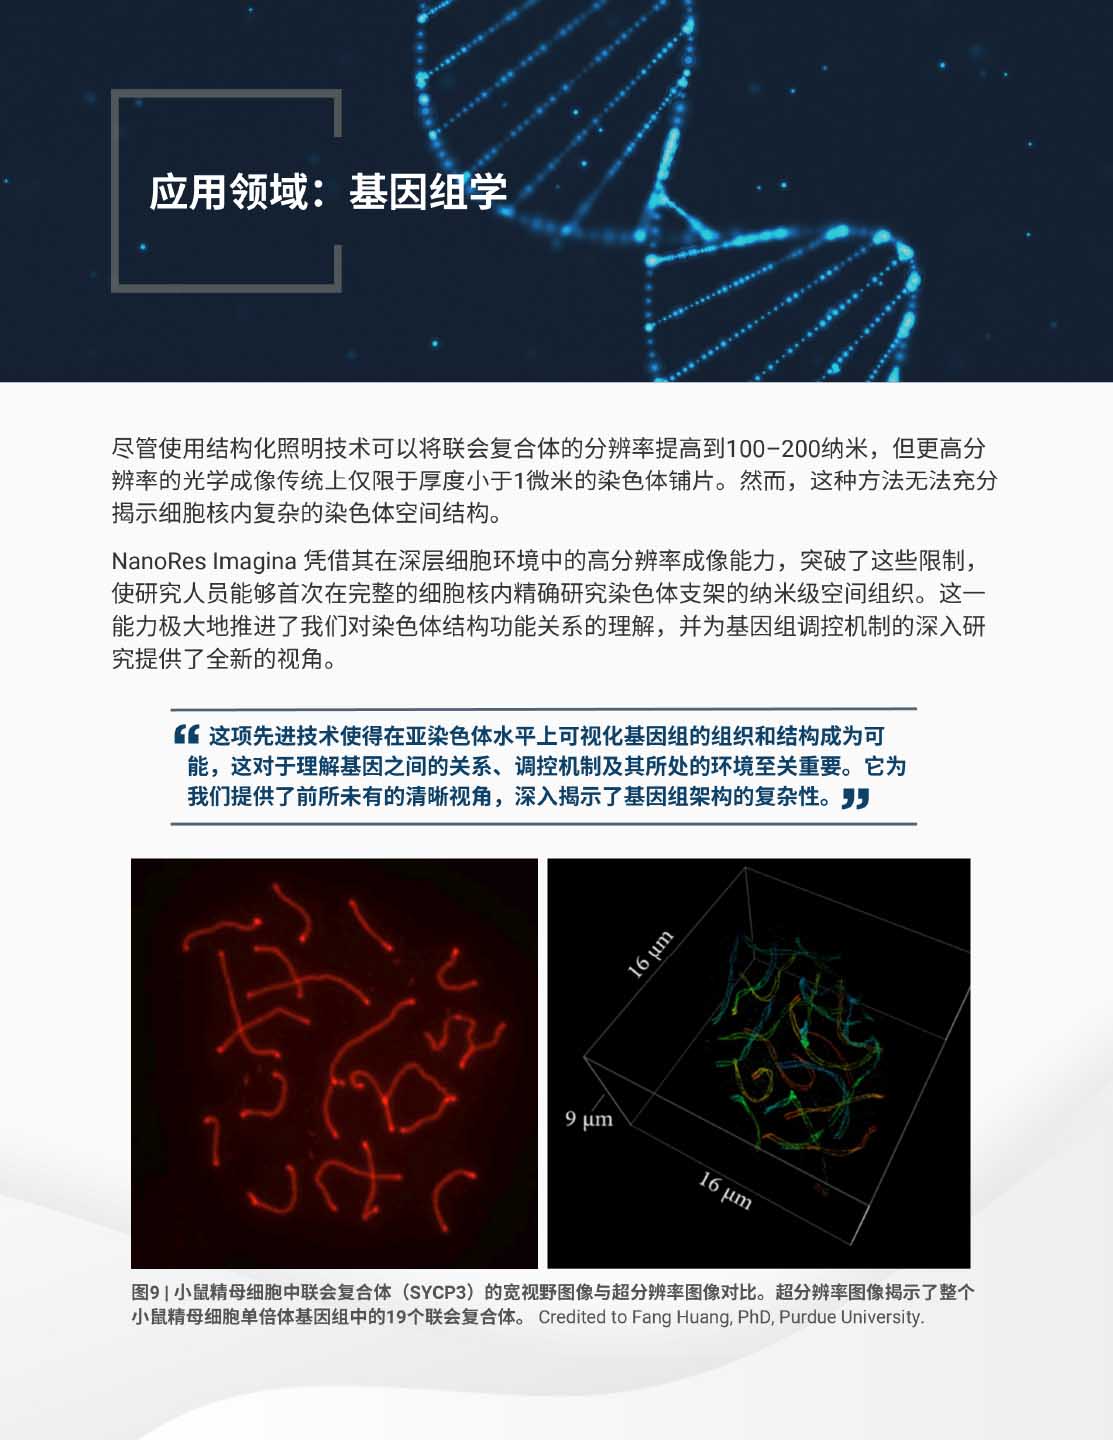 应用领域：基因组学
尽管使用结构化照明技术可以将联会复合体的分辨率提高到100–200纳米，但更高分
辨率的光学成像传统上仅限于厚度小于1微米的染色体铺片。然而，这种方法无法充分
揭示细胞核内复杂的染色体空间结构。
NanoRes Imagina 凭借其在深层细胞环境中的高分辨率成像能力，突破了这些限制，
使研究人员能够首次在完整的细胞核内精确研究染色体支架的纳米级空间组织。这一
能力极大地推进了我们对染色体结构功能关系的理解，并为基因组调控机制的深入研
究提供了全新的视角。
“ 这项先进技术使得在亚染色体水平上可视化基因组的组织和结构成为可
能，这对于理解基因之间的关系、调控机制及其所处的环境至关重要。它为
我们提供了前所未有的清晰视角，深入揭示了基因组架构的复杂性。”
16 μm
9 μm
16 μm
图9 | 小鼠精母细胞中联会复合体（SYCP3）的宽视野图像与超分辨率图像对比。超分辨率图像揭示了整个
小鼠精母细胞单倍体基因组中的19个联会复合体。 Credited to Fang Huang, PhD, Purdue University.